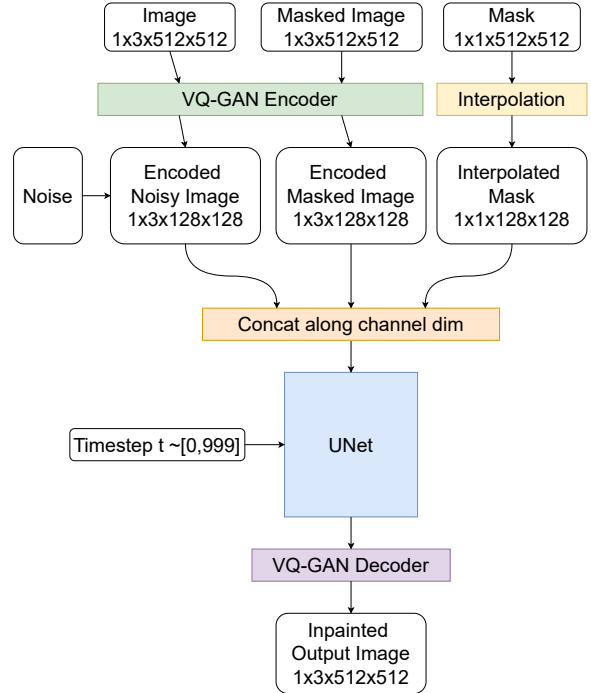 Image
1x3x512x512
Masked Image
1x3x512x512
Mask
1x1x512x512
VQ-GAN Encoder
Interpolation
Noise
Encoded
Noisy Image
1x3x128x128
Encoded
Masked Image
1x3x128x128
Interpolated
Mask
1x1x128x128
Concat along channel dim
Timestep t ~[0,999]
UNet
VQ-GAN Decoder
Inpainted
Output Image
1x3x512x512